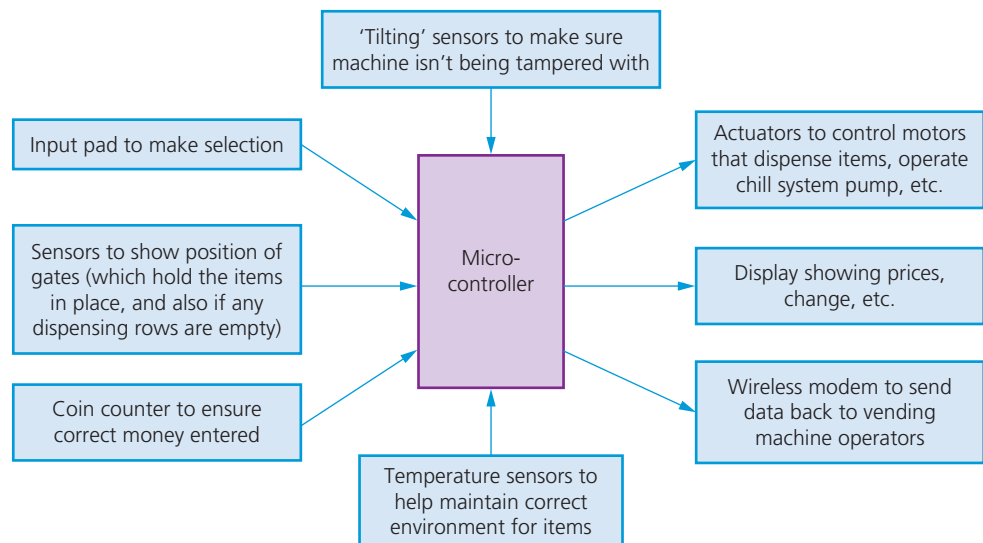 ‘Tilting’ sensors to make sure
machine isn’t being tampered with
Input pad to make selection
Actuators to control motors
that dispense items, operate
chill system pump, etc.
Sensors to show position of
gates (which hold the items
in place, and also if any
dispensing rows are empty)
Micro-
controller
Display showing prices,
change, etc.
Coin counter to ensure
correct money entered
Wireless modem to send
data back to vending
machine operators
Temperature sensors to
help maintain correct
environment for items